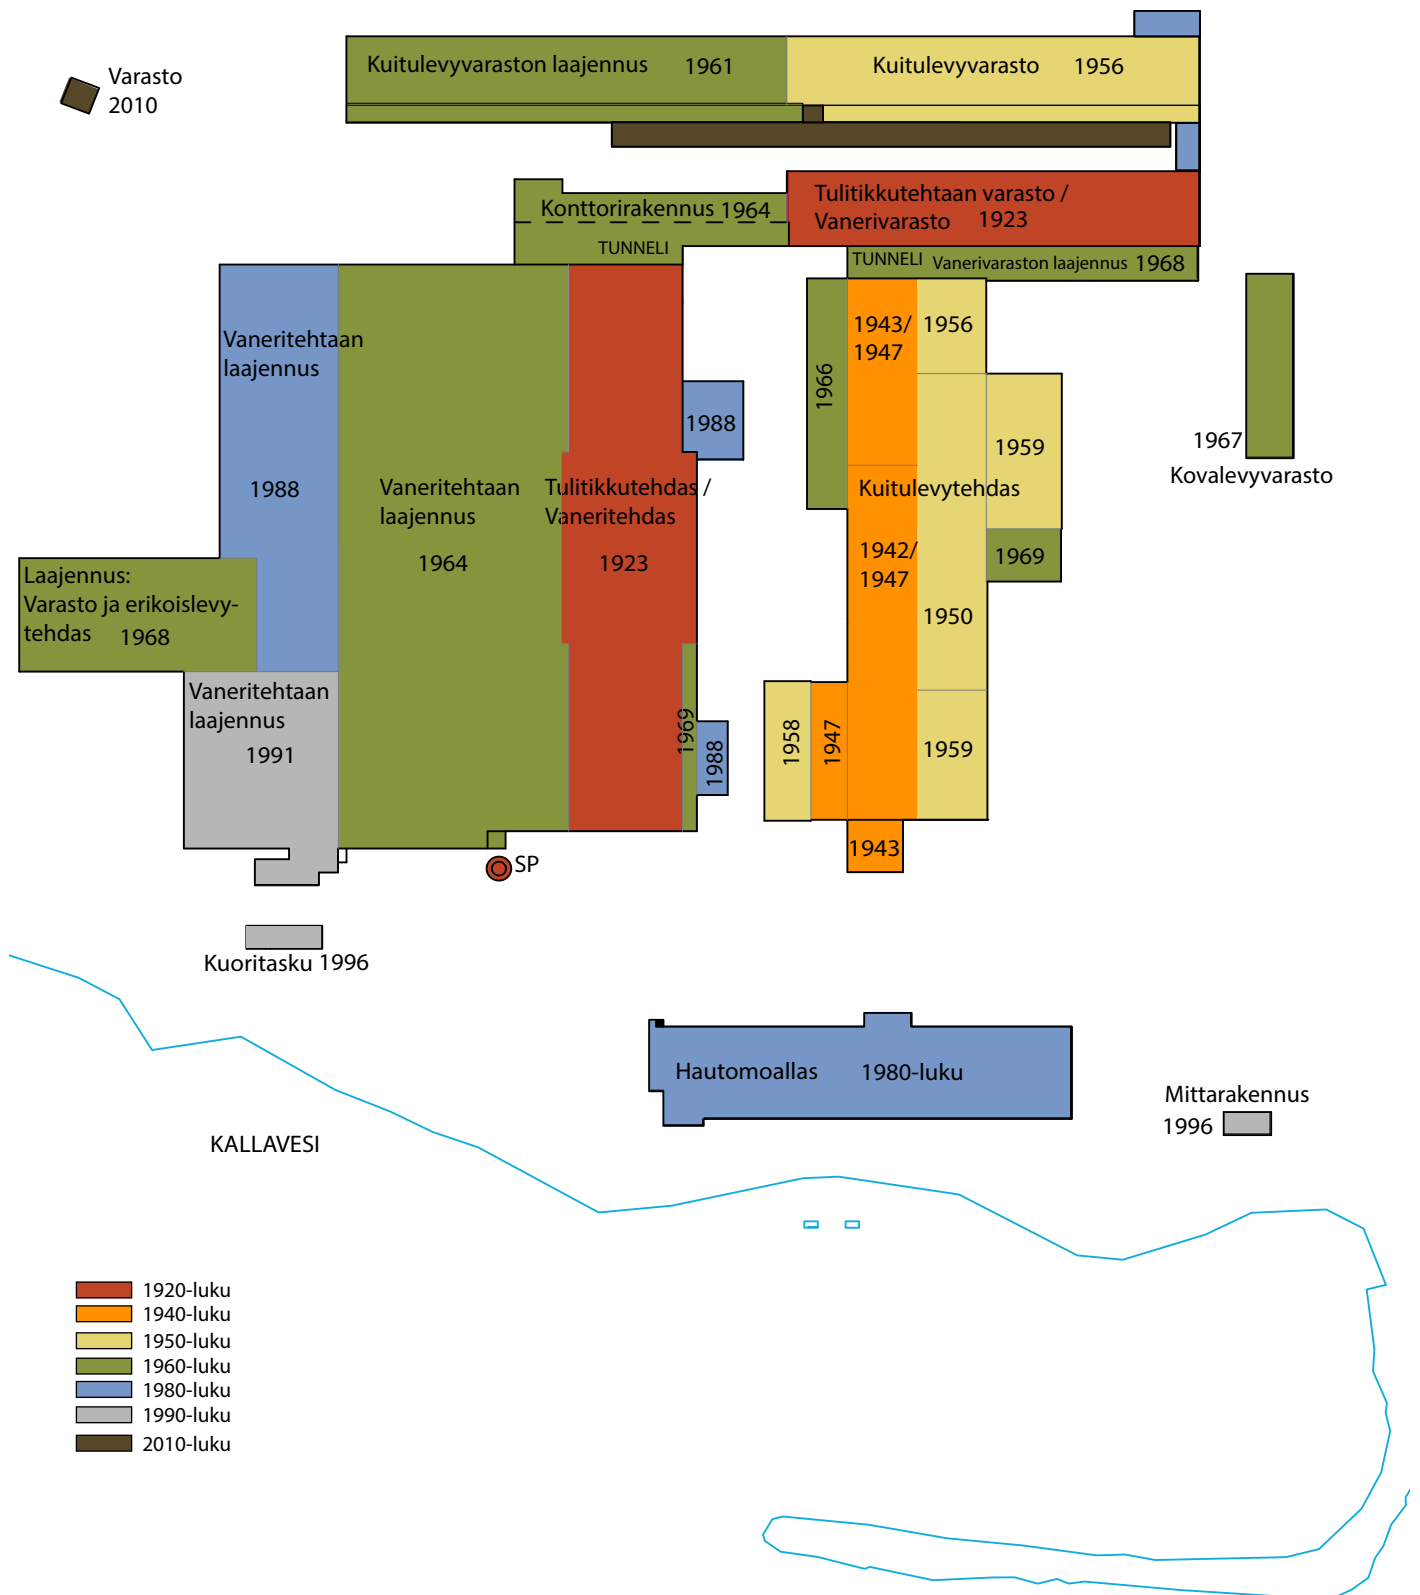 Varasto
2010
Kuitulevyvaraston laajennus 1961
Kuitulevyvarasto 1956
Konttorirakennus 1964
TUNNELI
Tulitikkutehtaan varasto /
Vanerivarasto 1923
TUNNELI Vanerivaraston laajennus 1968
Vaneritehtaan
laajennus
1988
Vaneritehtaan
laajennus
1964
Tulitikkutehdas /
Vaneritehdas
1923
1988
1969
1988
Laajennus:
Varasto ja erikoislevy-
tehdas 1968
Vaneritehtaan
laajennus
1991
SP
Kuoritasku 1996
1966
1943/
1947
1956
1959
Kuitulevytehdas
1942/
1947
1969
1950
1958
1947
1959
1943
1967
Kovalevyvarasto
Hautomoallas 1980-luku
Mittarakennus
1996
KALLAVESI
1920-luku
1940-luku
1950-luku
1960-luku
1980-luku
1990-luku
2010-luku